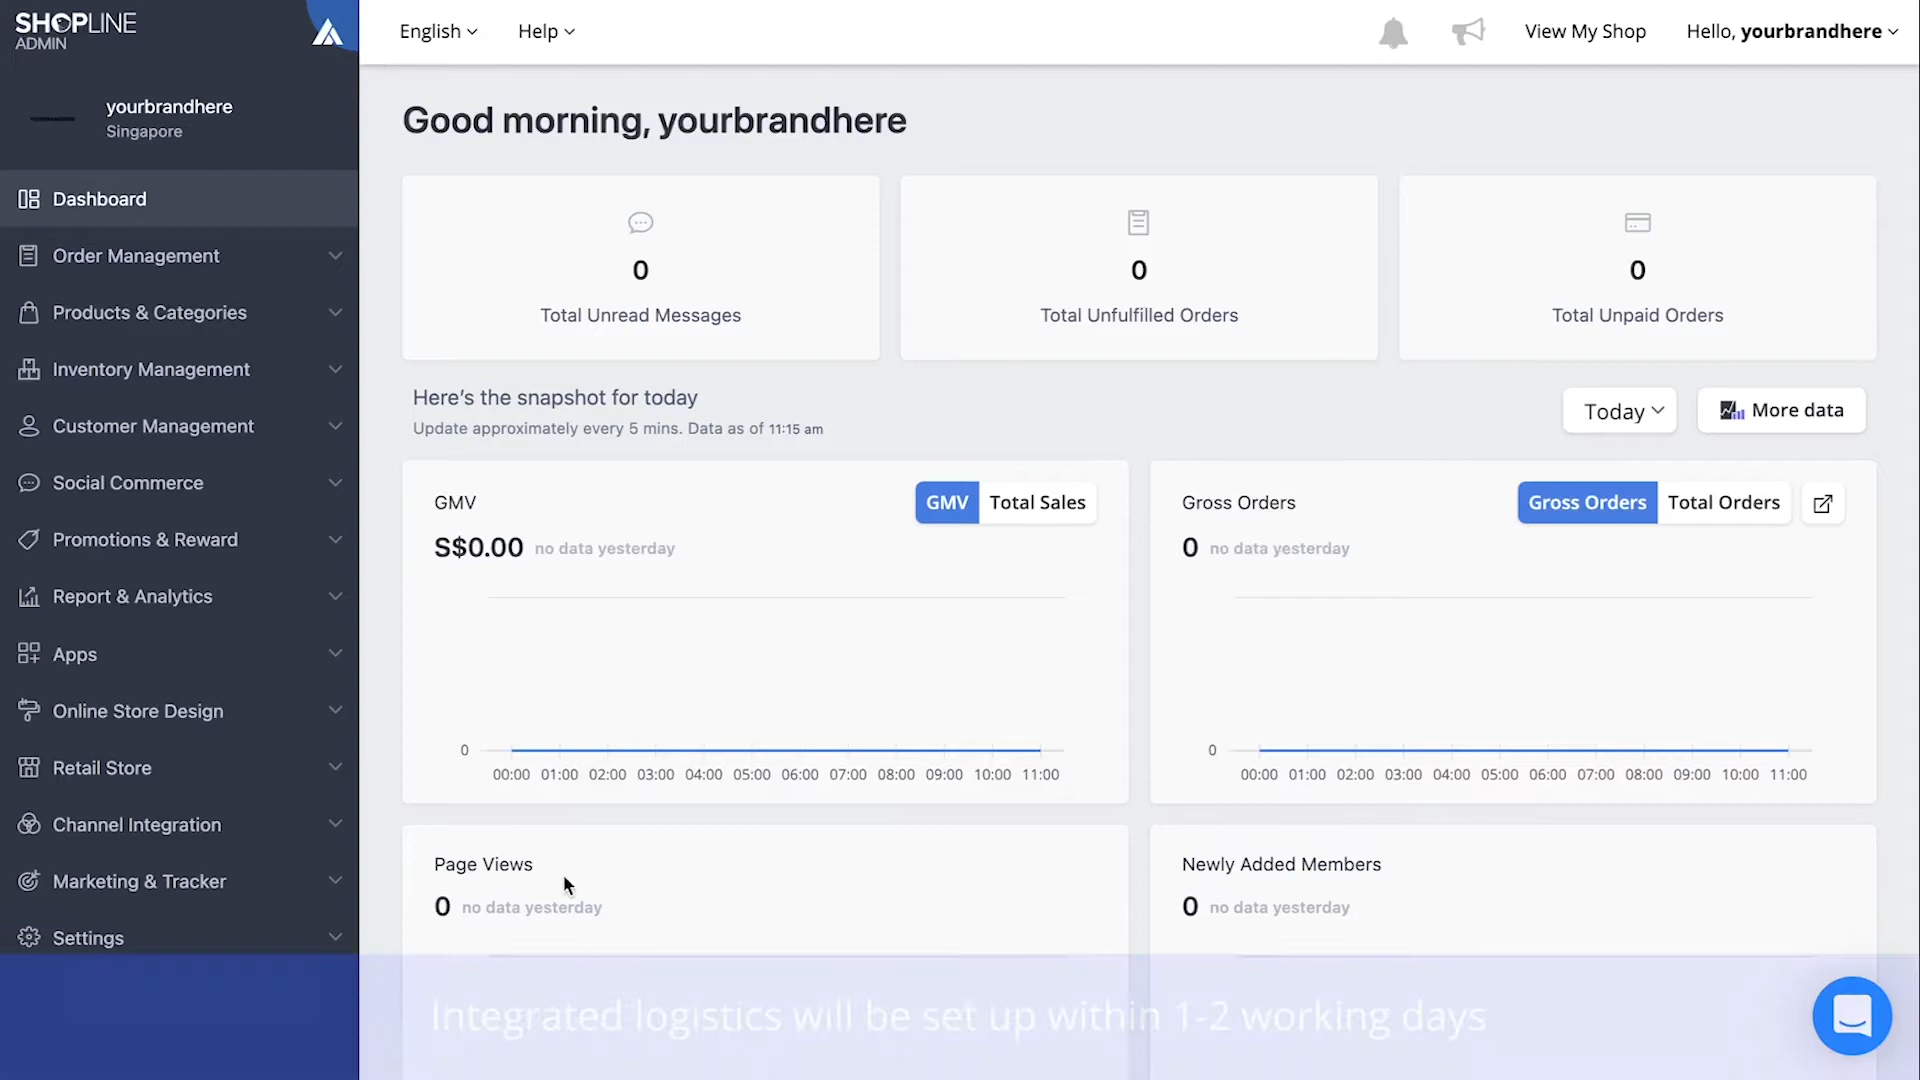 SHOPLINE
ADMIN
English
Help
View My Shop
Hello, yourbrandhere
yourbrandhere
Singapore
Dashboard
Order Management
Products & Categories
Inventory Management
Customer Management
Social Commerce
Promotions & Reward
Report & Analytics
Apps
Online Store Design
Retail Store
Channel Integration
Marketing & Tracker
Settings
Good morning, yourbrandhere
0
Total Unread Messages
0
Total Unfulfilled Orders
0
Total Unpaid Orders
Here's the snapshot for today
Update approximately every 5 mins. Data as of 11:15 am
Today
More data
GMV
GMV Total Sales
S$0.00 no data yesterday
0
00:00 01:00 02:00 03:00 04:00 05:00 06:00 07:00 08:00 09:00 10:00 11:00
Gross Orders
Gross Orders Total Orders
0 no data yesterday
0
00:00 01:00 02:00 03:00 04:00 05:00 06:00 07:00 08:00 09:00 10:00 11:00
Page Views
0 no data yesterday
Newly Added Members
0 no data yesterday
Integrated logistics will be set up within 1-2 working days